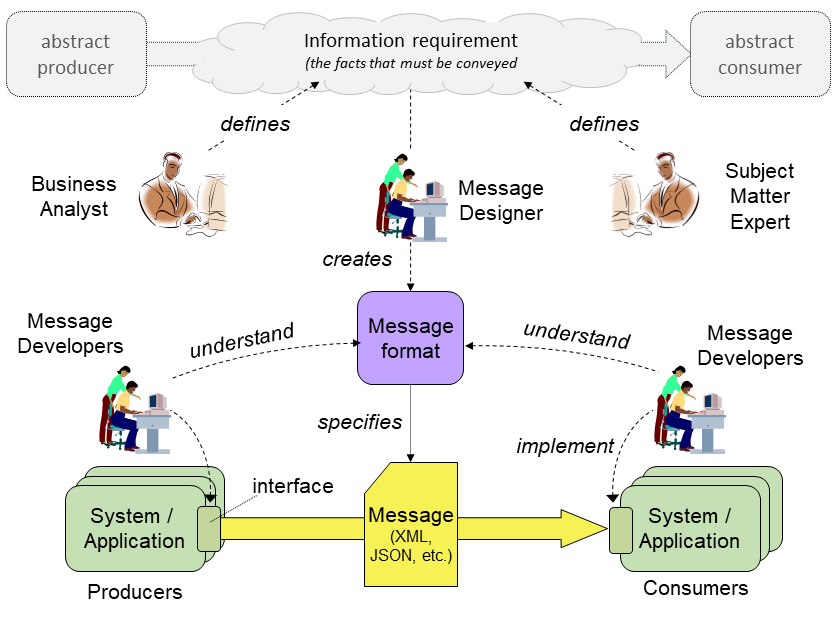 abstract
producer
Information requirement
(the facts that must be conveyed
abstract
consumer
defines
defines
Business
Analyst
Message
Designer
Subject
Matter
Expert
creates
Message
Developers
understand
Message
format
understand
Message
Developers
specifies
implement
interface
System /
Application
Message
(XML,
JSON, etc.)
System /
Application
Producers
Consumers